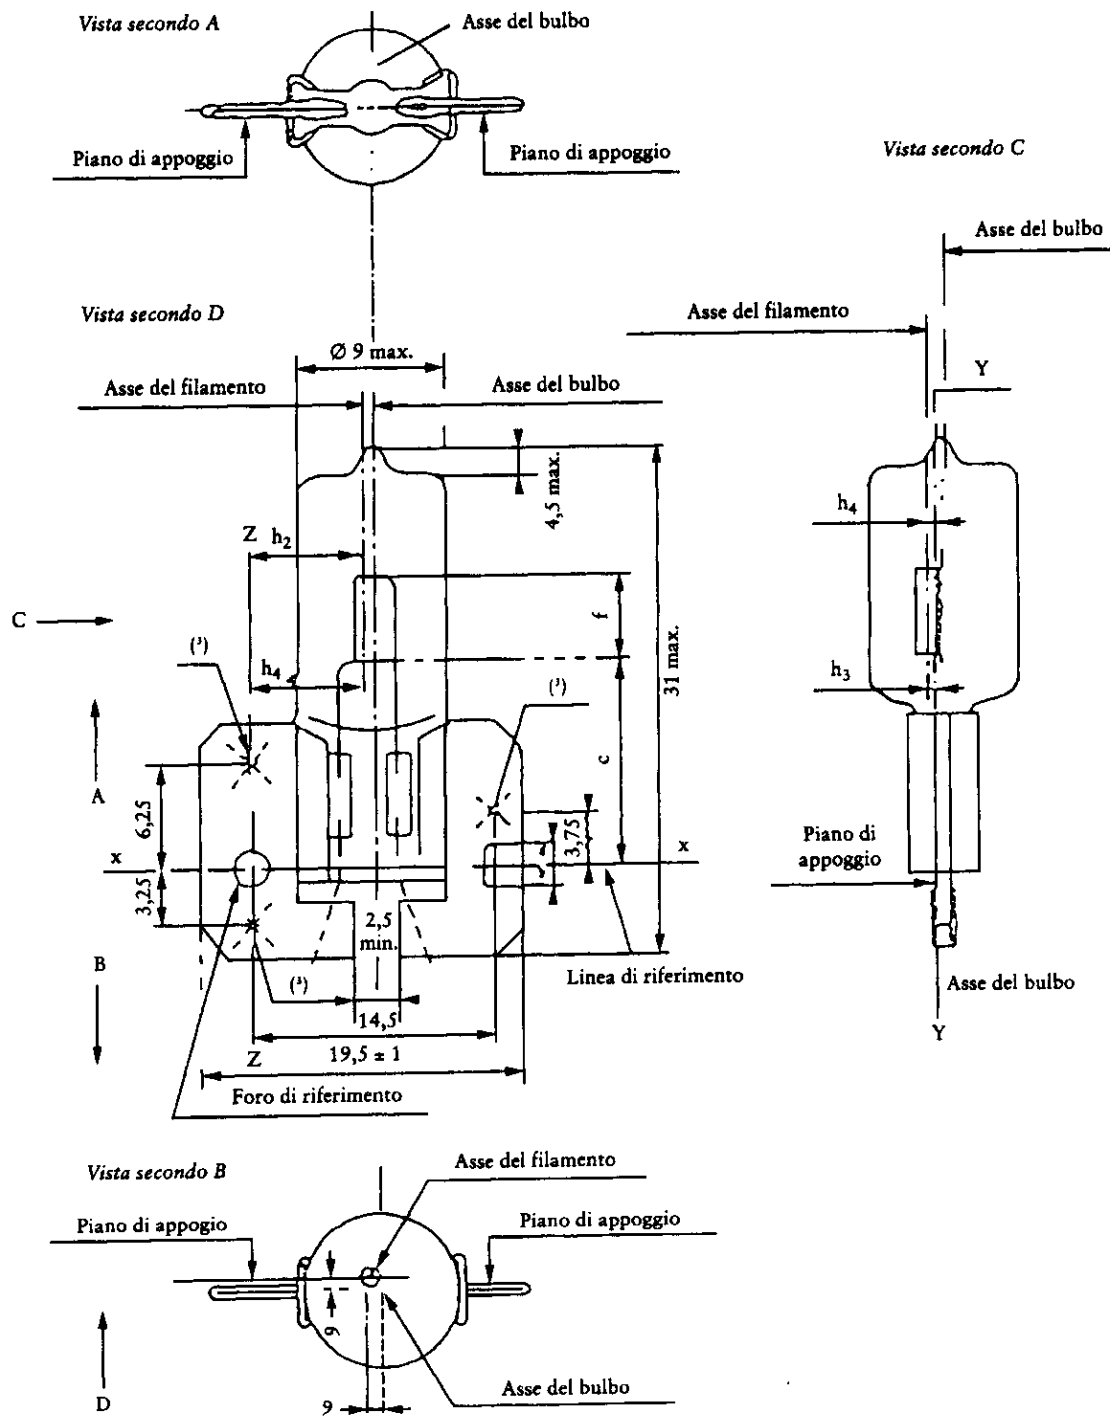 Vista secondo A
Asse del bulbo
Piano di appoggio
Piano di appoggio
Vista secondo C
Asse del bulbo
Asse del filamento
Y
h4
h3
Piano di
appoggio
Asse del bulbo
Y
Vista secondo D
Ø 9 max.
Asse del filamento
Asse del bulbo
4,5 max.
Z
h2
C
(³)
h4
f
31 max.
(³)
c
A
6,25
3,75
x
x
3,25
2,5
min.
B
Linea di riferimento
(³)
14,5
Z
19,5 ± 1
Foro di riferimento
Vista secondo B
Asse del filamento
Piano di appogio
Piano di appoggio
9
D
Asse del bulbo
9